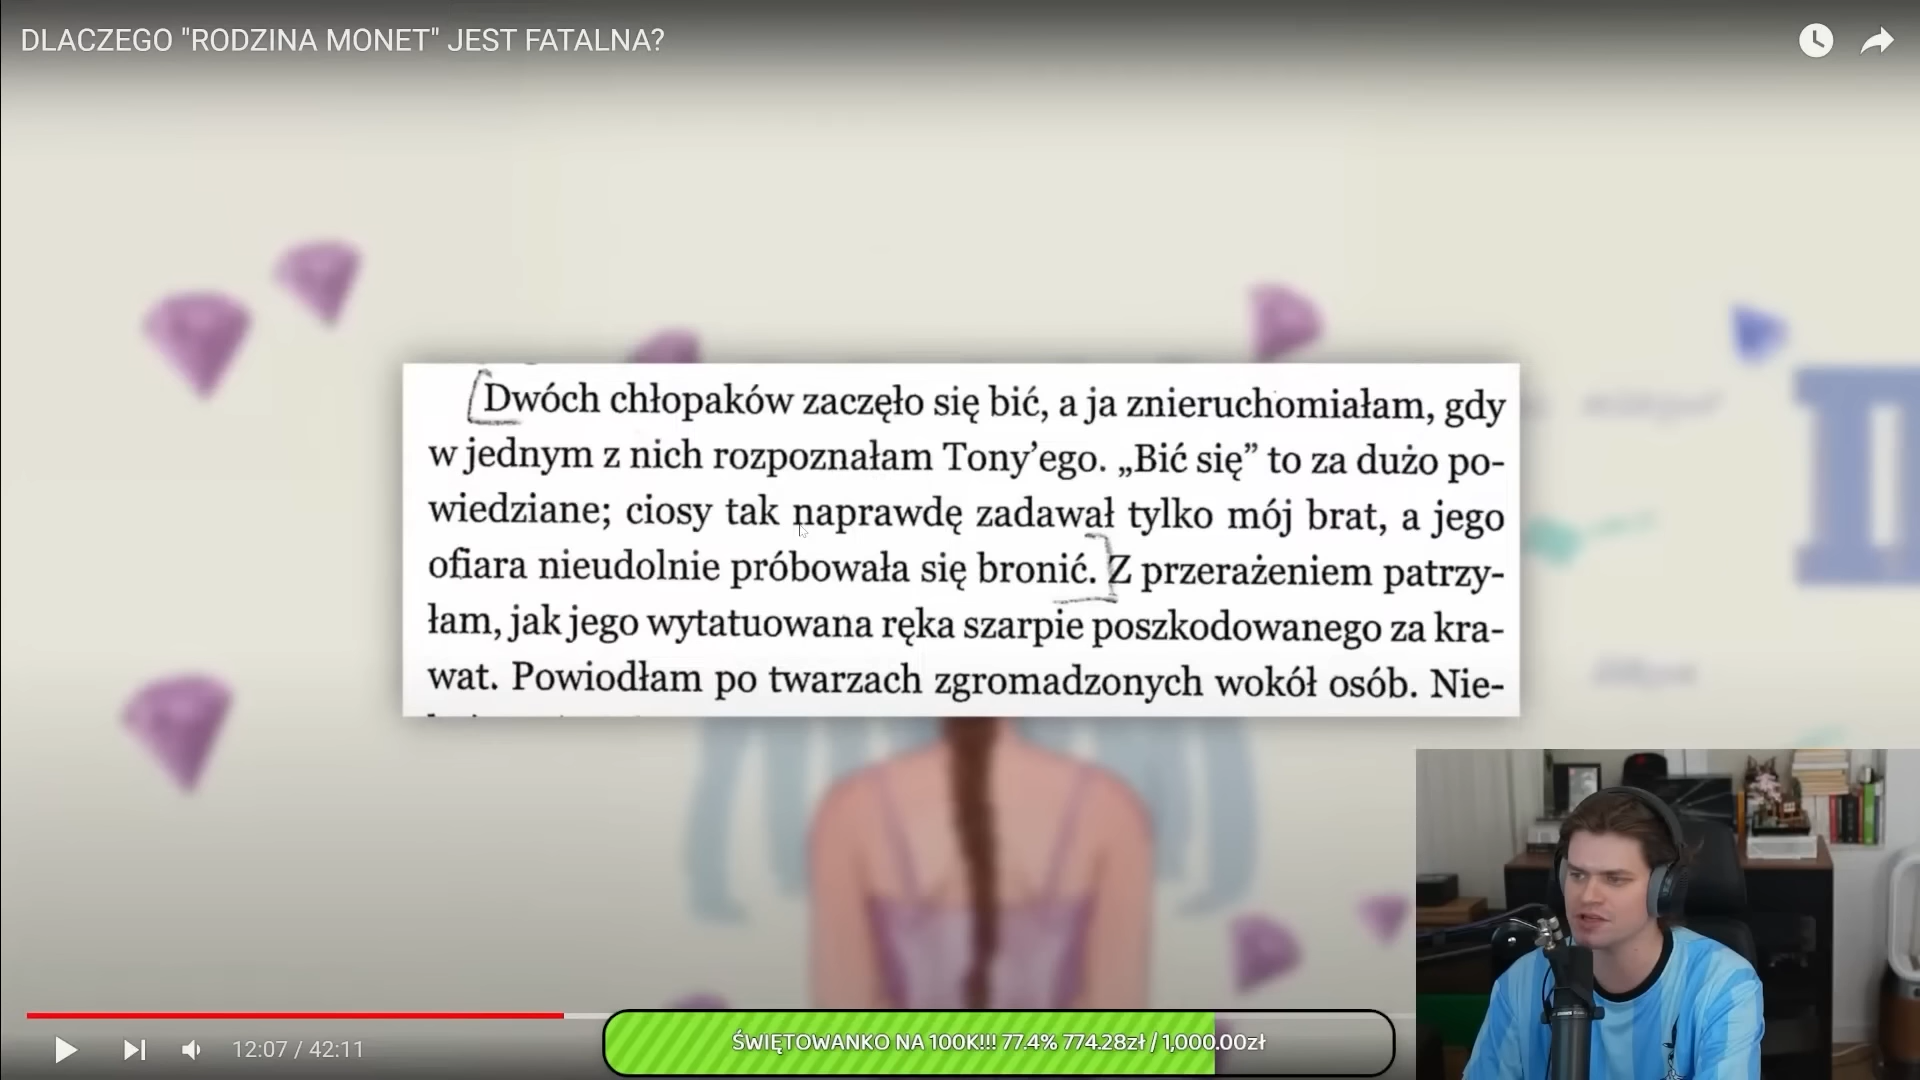 DLACZEGO "RODZINA MONET" JEST FATALNA?
Dwóch chłopaków zaczęło się bić, a ja znieruchomiałam, gdy
w jednym z nich rozpoznałam Tony’ego. „Bić się” to za dużo po-
wiedziane; ciosy tak naprawdę zadawał tylko mój brat, a jego
ofiara nieudolnie próbowała się bronić. Z przerażeniem patrzy-
łam, jak jego wytatuowana ręka szarpie poszkodowanego za kra-
wat. Powiodłam po twarzach zgromadzonych wokół osób. Nie-
12:07 / 42:11
ŚWIĘTOWANKO NA 100K!!! 77.4% 774.28zł / 1,000.00zł